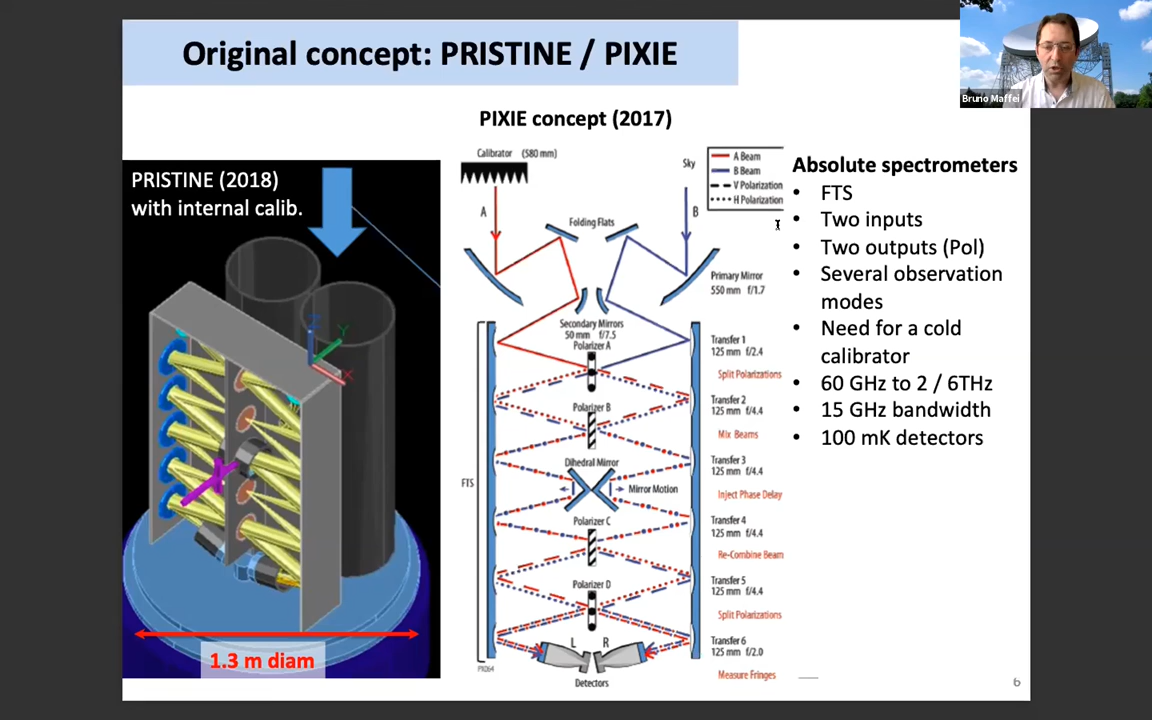 Original concept: PRISTINE / PIXIE
Bruno Maffei
PIXIE concept (2017)
PRISTINE (2018)
with internal calib.
Z
Y
X
1.3 m diam
Calibrator (580 mm)
Sky
A Beam
B Beam
V Polarization
H Polarization
A
B
Folding Flats
Primary Mirror
550 mm f/1.7
Secondary Mirrors
50 mm f/7.5
Polarizer A
Transfer 1
125 mm f/2.4
Split Polarizations
Polarizer B
Transfer 2
125 mm f/4.4
Mix Beams
Dihedral Mirror
Transfer 3
125 mm f/4.4
FTS
Mirror Motion
Inject Phase Delay
Polarizer C
Transfer 4
125 mm f/4.4
Re-Combine Beam
Polarizer D
Transfer 5
125 mm f/4.4
Split Polarizations
L R
Transfer 6
125 mm f/2.0
Detectors
Measure Fringes
Absolute spectrometers
• FTS
• Two inputs
• Two outputs (Pol)
• Several observation
modes
• Need for a cold
calibrator
• 60 GHz to 2 / 6THz
• 15 GHz bandwidth
• 100 mK detectors
6